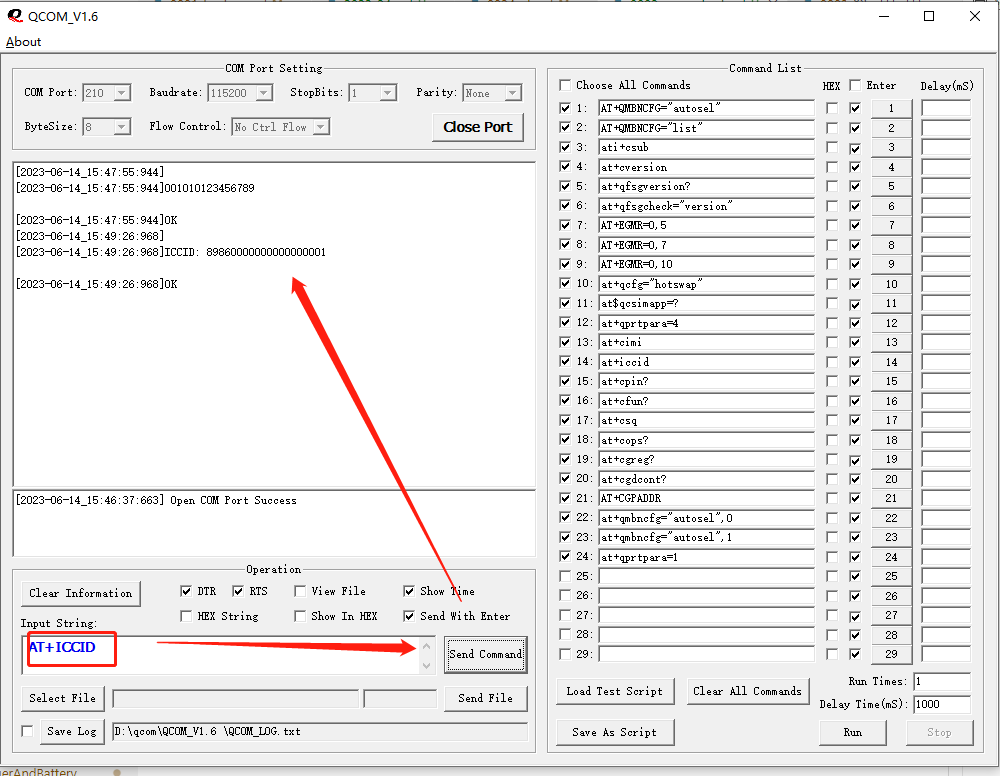 QCOM_V1.6
About
COM Port Setting
COM Port: 210 Baudrate: 115200 StopBits: 1 Parity: None
ByteSize: 8 Flow Control: No Ctrl Flow Close Port
[2023-06-14_15:47:55:944]
[2023-06-14_15:47:55:944]001010123456789
[2023-06-14_15:47:55:944]OK
[2023-06-14_15:49:26:968]
[2023-06-14_15:49:26:968]ICCID: 89860000000000000001
[2023-06-14_15:49:26:968]OK
[2023-06-14_15:46:37:663] Open COM Port Success
Operation
Clear Information DTR RTS View File Show Time
HEX String Show In HEX Send With Enter
Input String:
AT+ICCID
Send Command
Select File Send File
Save Log D:\qcom\QCOM_V1.6 \QCOM_LOG.txt
Command List
Choose All Commands HEX Enter Delay(mS)
1: AT+QMBNCFG="autosel" 1
2: AT+QMBNCFG="list" 2
3: ati+csub 3
4: at+cversion 4
5: at+qfsgversion? 5
6: at+qfsgcheck="version" 6
7: AT+EGMR=0,5 7
8: AT+EGMR=0,7 8
9: AT+EGMR=0,10 9
10: at+qcfg="hotswap" 10
11: at$qcsimapp=? 11
12: at+qprtpara=4 12
13: at+cimi 13
14: at+iccid 14
15: at+cpin? 15
16: at+cfun? 16
17: at+csq 17
18: at+cops? 18
19: at+cgreg? 19
20: at+cgdcont? 20
21: AT+CGPADDR 21
22: at+qmbncfg="autosel",0 22
23: at+qmbncfg="autosel",1 23
24: at+qprtpara=1 24
25: 25
26: 26
27: 27
28: 28
29: 29
Load Test Script Clear All Commands Run Times: 1
Delay Time(mS): 1000
Save As Script Run Stop
erAndBattery